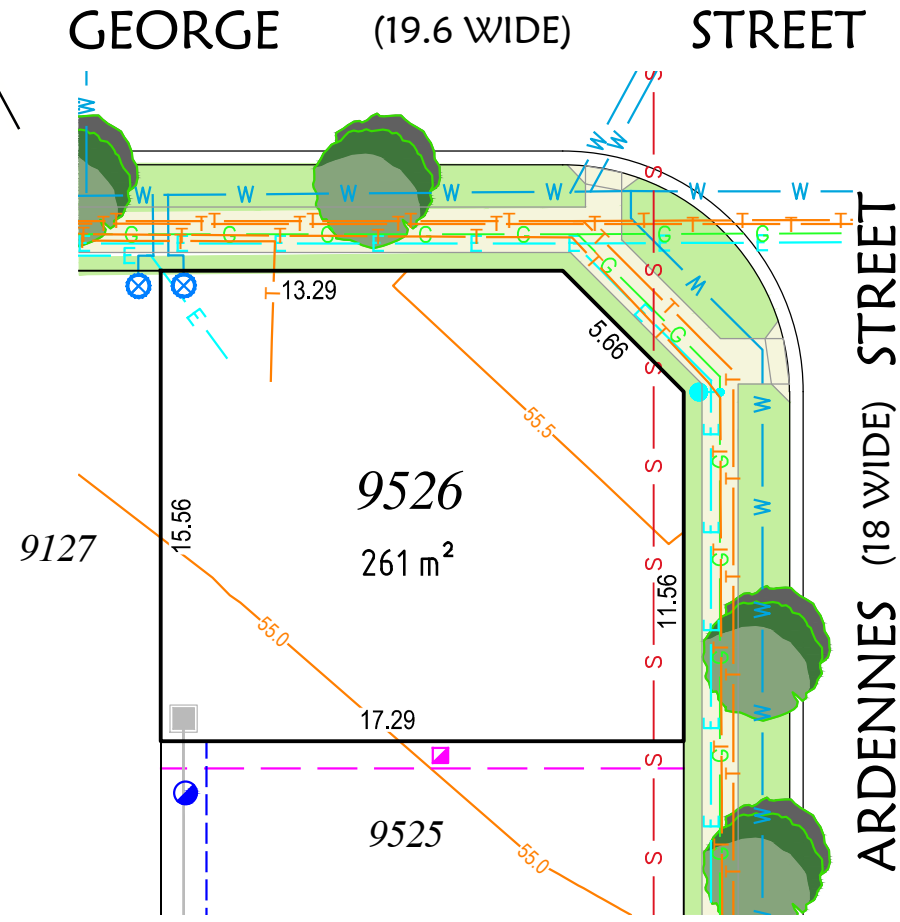 GEORGE (19.6 WIDE) STREET
S
W
W
W
S
W W W W W W W
T T T T T T T
G G G G G G
E E E E E E
T
13.29
E
S
W
G
T
E
5.66
S
G
T
T
W
E
55.5
S
G
T
9526
W
15.56
9127
261 m²
E
S
T
11.56
55.0
W
E
S
G
T
17.29
W
E
S
G
T
9525
W
E
55.0
S
G
ARDENNES (18 WIDE) STREET